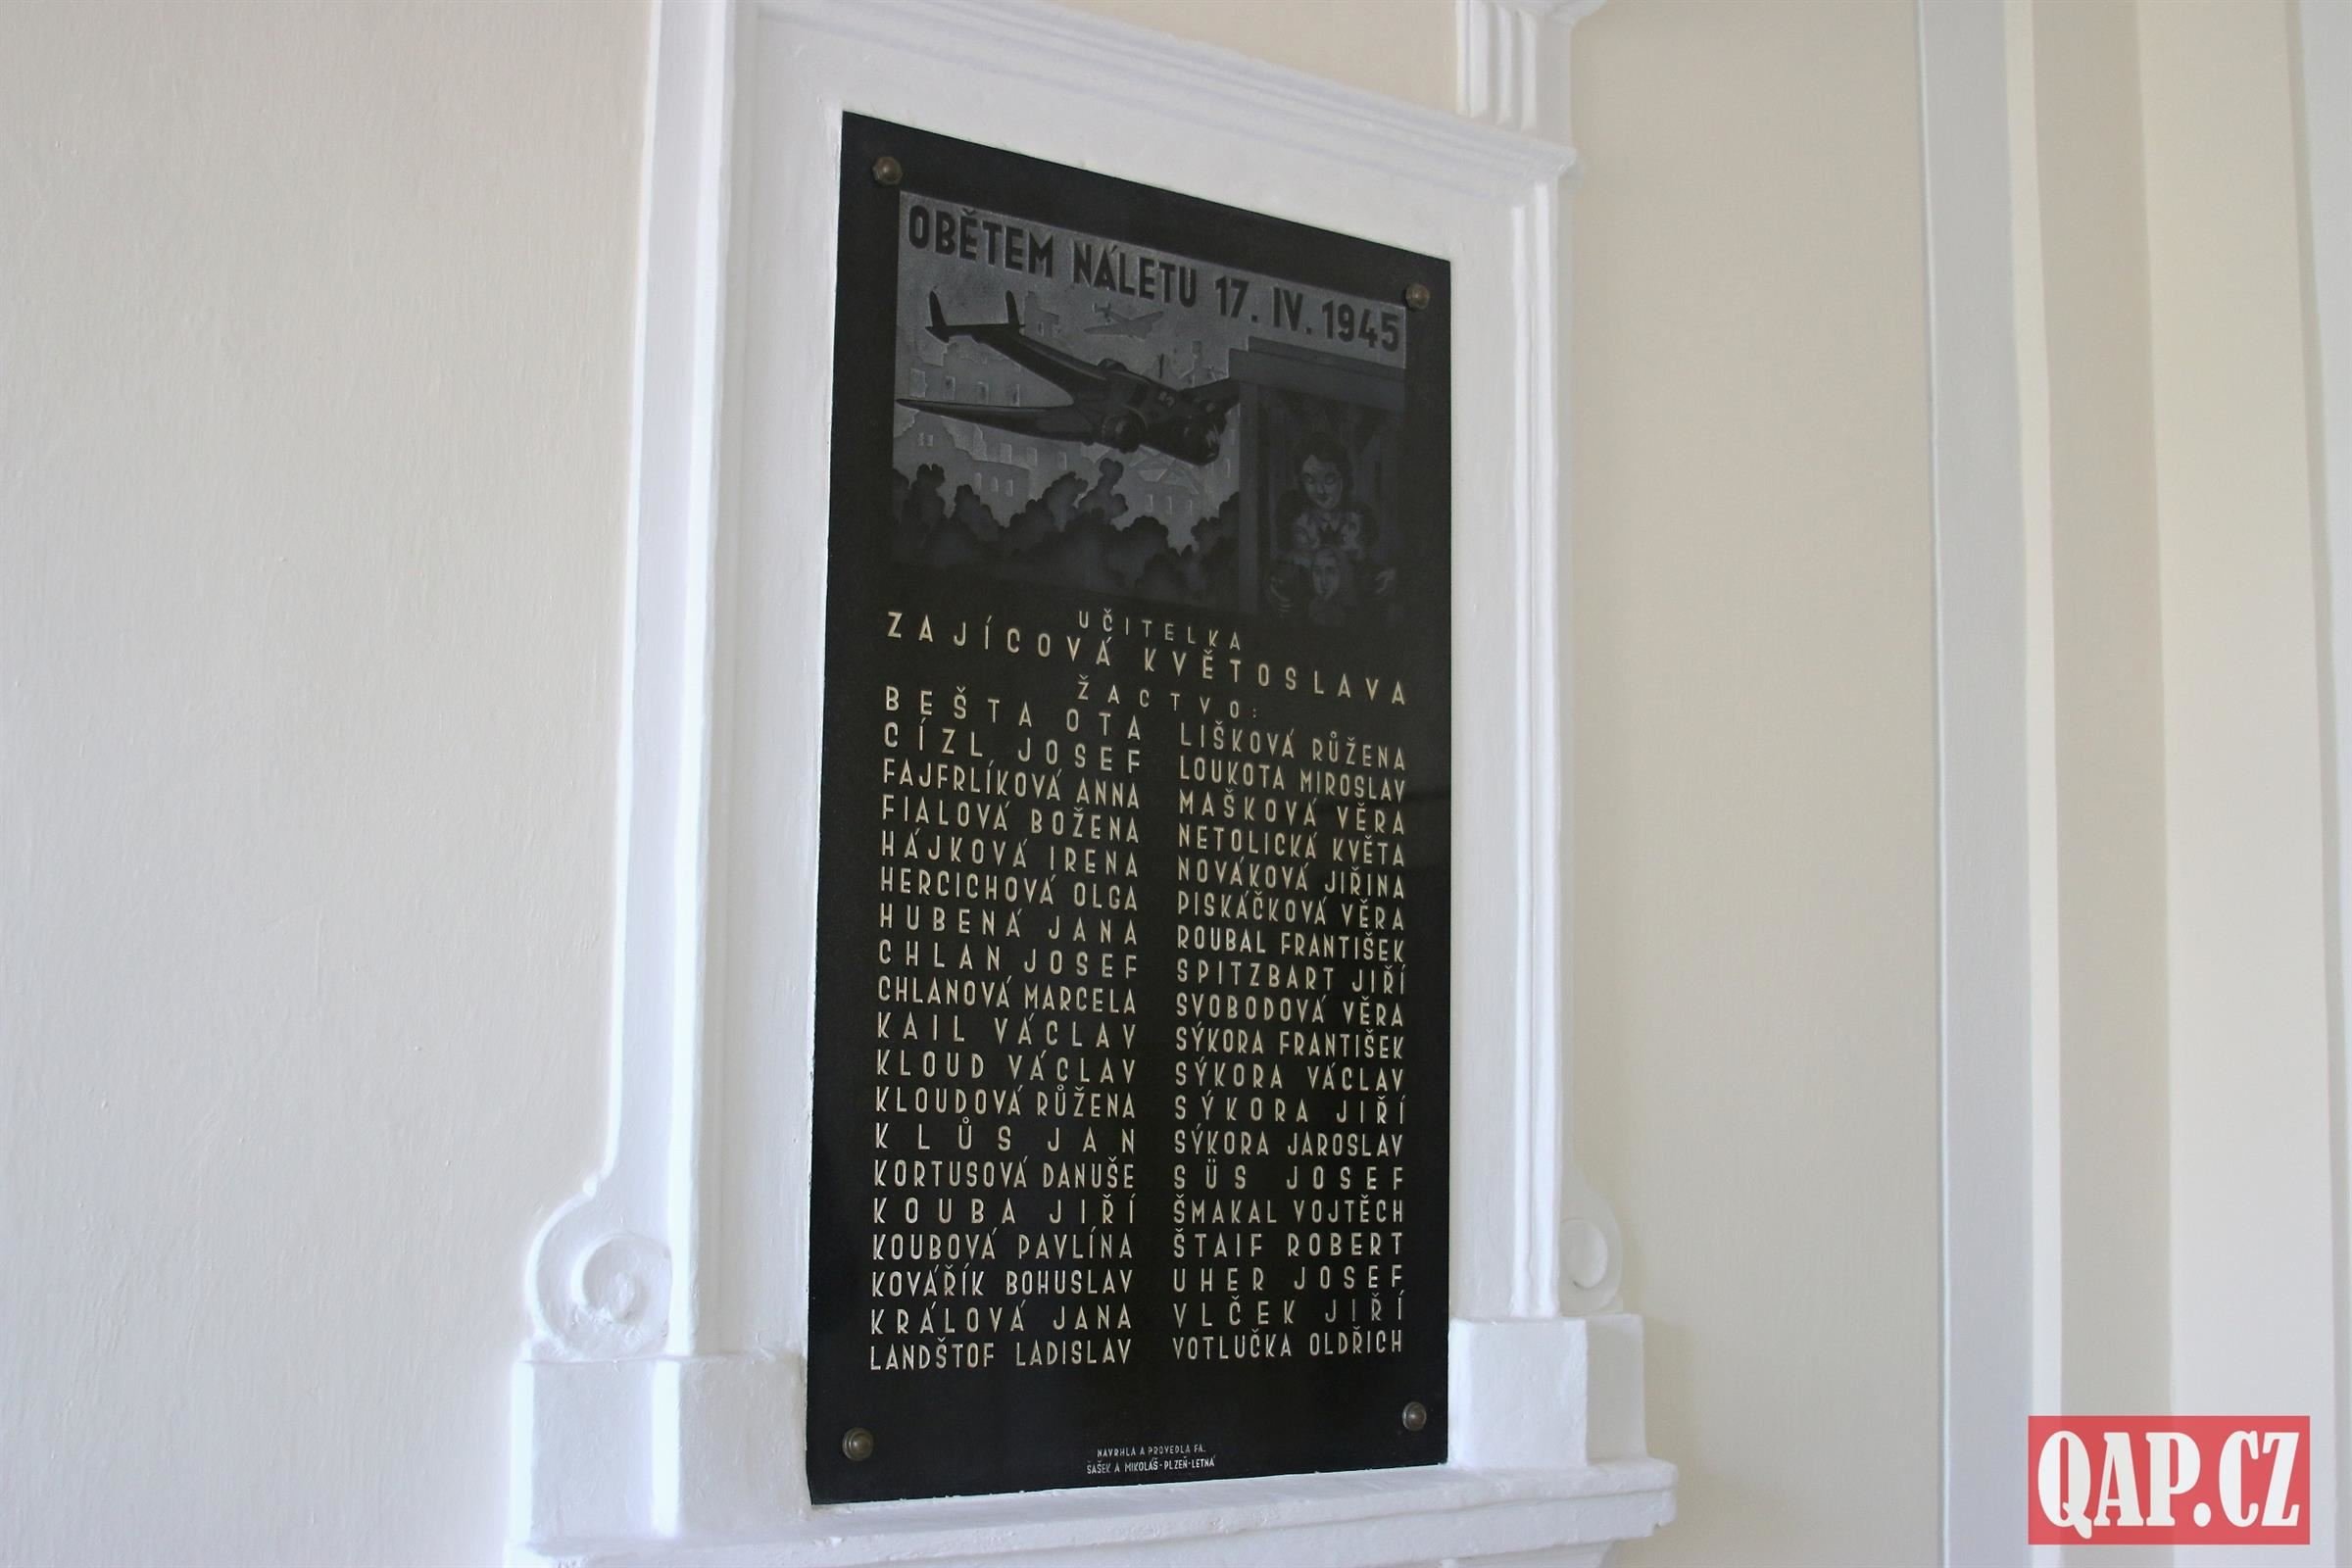 OBĚTEM NÁLETU 17. IV. 1945
UČITELKA
ZAJÍCOVÁ KVĚTOSLAVA
ŽACTVO:
BEŠTA OTA
CÍZL JOSEF
FAJFRLÍKOVÁ ANNA
FIALOVÁ BOŽENA
HÁJKOVÁ IRENA
HERCICHOVÁ OLGA
HUBENÁ JANA
CHLAN JOSEF
CHLANOVÁ MARCELA
KAIL VÁCLAV
KLOUD VÁCLAV
KLOUDOVÁ RŮŽENA
KLŮS JAN
KORTUSOVÁ DANUŠE
KOUBA JIŘÍ
KOUBOVÁ PAVLÍNA
KOVÁŘÍK BOHUSLAV
KRÁLOVÁ JANA
LANDŠTOF LADISLAV
LIŠKOVÁ RŮŽENA
LOUKOTA MIROSLAV
MAŠKOVÁ VĚRA
NETOLICKÁ KVĚTA
NOVÁKOVÁ JIŘINA
PISKÁČKOVÁ VĚRA
ROUBAL FRANTIŠEK
SPITZBART JIŘÍ
SVOBODOVÁ VĚRA
SÝKORA FRANTIŠEK
SÝKORA VÁCLAV
SÝKORA JIŘÍ
SÝKORA JAROSLAV
SÜS JOSEF
ŠMAKAL VOJTĚCH
ŠTAIF ROBERT
UHER JOSEF
VLČEK JIŘÍ
VOTLUČKA OLDŘICH
NAVRHLA A PROVEDLA FA.
ŠAŠEK A MIKOLÁŠ - PLZEŇ - LETNÁ
QAP.CZ